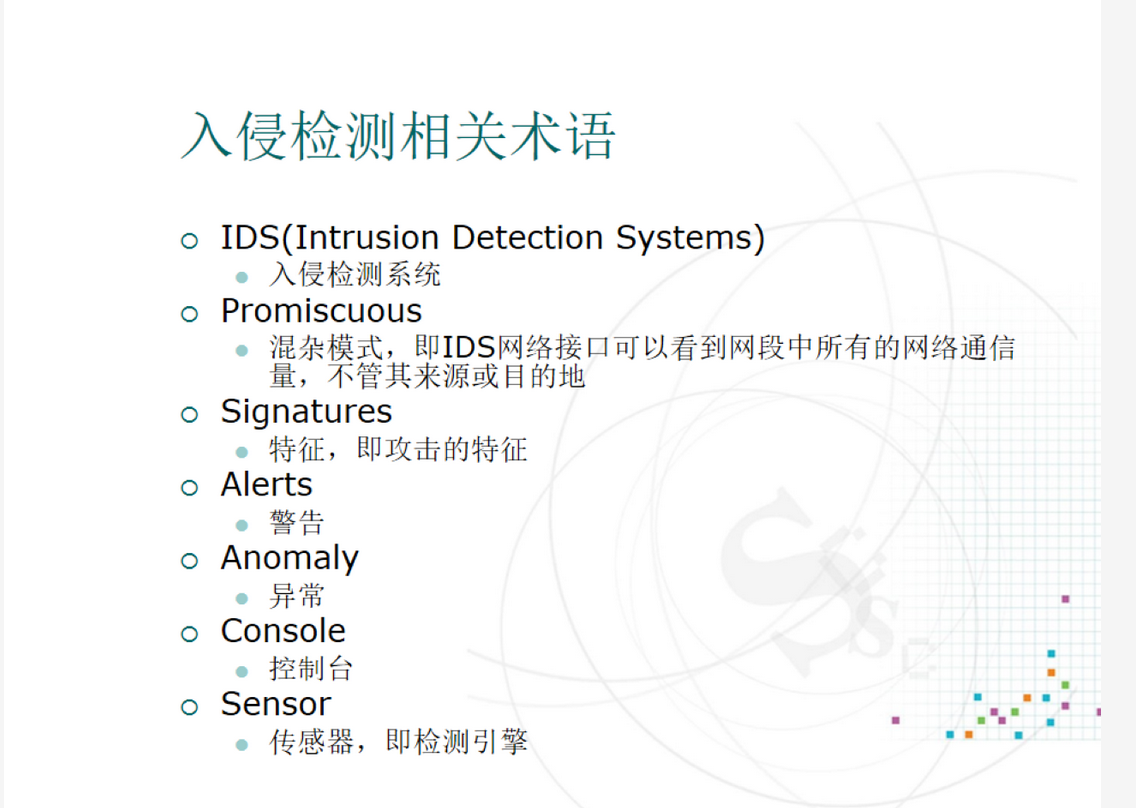 入侵检测相关术语
IDS(Intrusion Detection Systems)
入侵检测系统
Promiscuous
混杂模式，即IDS网络接口可以看到网段中所有的网络通信
量，不管其来源或目的地
Signatures
特征，即攻击的特征
Alerts
警告
Anomaly
异常
Console
控制台
Sensor
传感器，即检测引擎